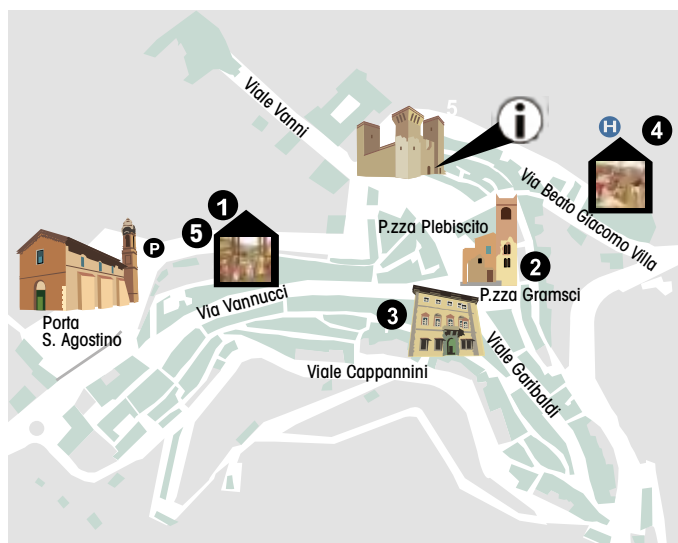 Viale Vanni
5
i
H
4
Via Beato Giacomo Villa
1
5
P
P.zza Plebiscito
2
P.zza Gramsci
Via Vannucci
3
Porta
S. Agostino
Viale Cappannini
Viale Garibaldi